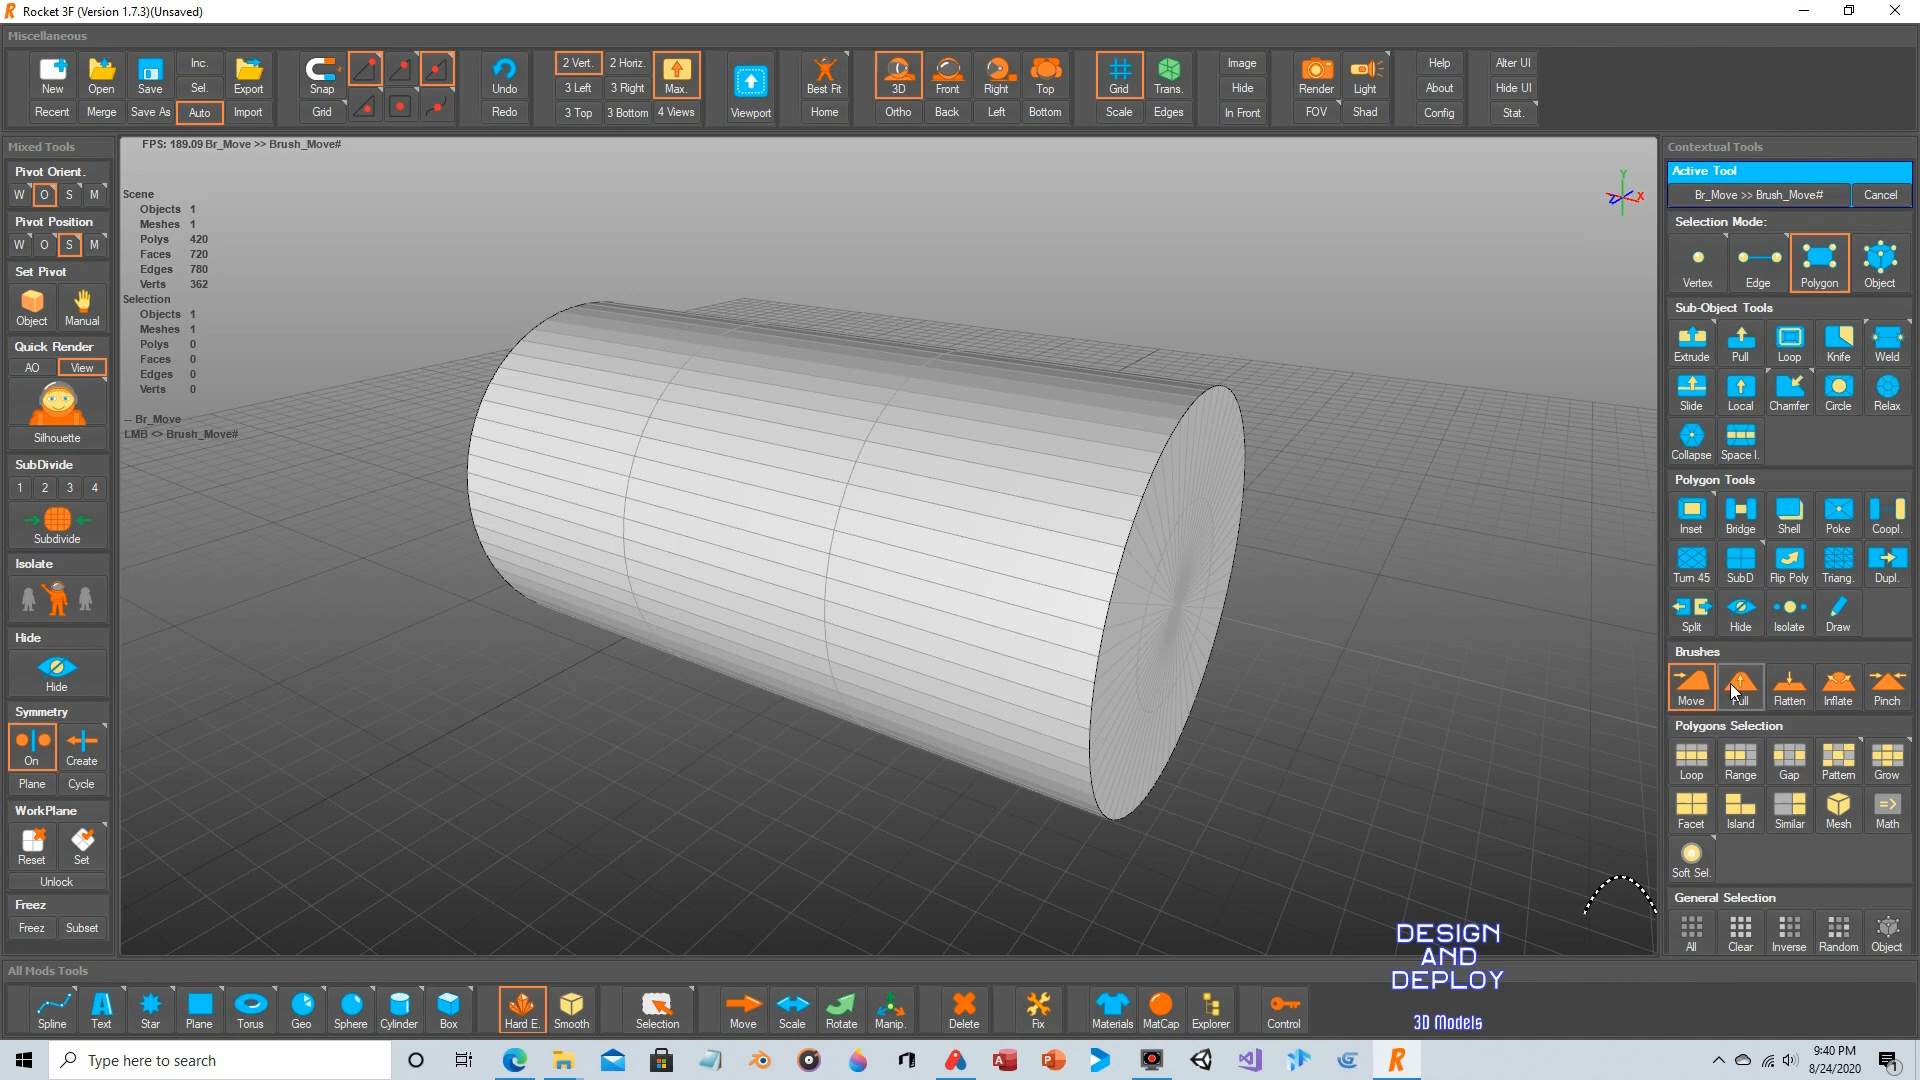 Rocket 3F (Version 1.7.3)(Unsaved)
Miscellaneous
New
Recent
Open
Merge
Save
Save As
Inc.
Sel.
Auto
Export
Import
Snap
Grid
Undo
Redo
2 Vert.
2 Horiz.
3 Left
3 Right
3 Top
3 Bottom
Max.
4 Views
Viewport
Best Fit
Home
3D
Ortho
Front
Back
Right
Left
Top
Bottom
Grid
Scale
Trans.
Edges
Image
Hide
In Front
Render
FOV
Light
Shad
Help
About
Config
Alter UI
Hide UI
Stat.
Mixed Tools
Pivot Orient.
W O S M
Pivot Position
W O S M
Set Pivot
Object Manual
Quick Render
AO View
Silhouette
SubDivide
1 2 3 4
Subdivide
Isolate
Hide
Hide
Symmetry
On Create
Plane Cycle
WorkPlane
Reset Set
Unlock
Freez
Freez Subset
FPS: 189.09 Br_Move >> Brush_Move#
Scene
Objects 1
Meshes 1
Polys 420
Faces 720
Edges 780
Verts 362
Selection
Objects 1
Meshes 1
Polys 0
Faces 0
Edges 0
Verts 0
-- Br_Move
LMB <> Brush_Move#
Y
Z X
Contextual Tools
Active Tool
Br_Move >> Brush_Move# Cancel
Selection Mode:
Vertex Edge Polygon Object
Sub-Object Tools
Extrude Pull Loop Knife Weld
Slide Local Chamfer Circle Relax
Collapse Space I.
Polygon Tools
Inset Bridge Shell Poke Coopl.
Turn 45 SubD Flip Poly Triang. Dupl.
Split Hide Isolate Draw
Brushes
Move Pull Flatten Inflate Pinch
Polygons Selection
Loop Range Gap Pattern Grow
Facet Island Similar Mesh Math
Soft Sel.
General Selection
All Clear Inverse Random Object
DESIGN
AND
DEPLOY
3D Models
All Mods Tools
Spline Text Star Plane Torus Geo Sphere Cylinder Box Hard E. Smooth Selection Move Scale Rotate Manip. Delete Fix Materials MatCap Explorer Control
Type here to search
9:40 PM
8/24/2020
1